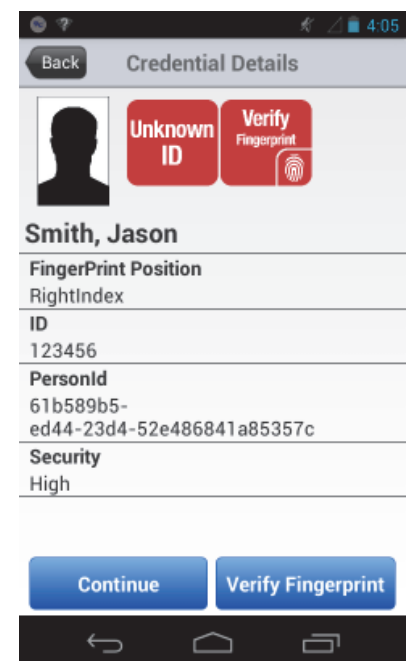 4:05
Back
Credential Details
Unknown
ID
Verify
Fingerprint
Smith, Jason
FingerPrint Position
RightIndex
ID
123456
PersonId
61b589b5-
ed44-23d4-52e486841a85357c
Security
High
Continue
Verify Fingerprint